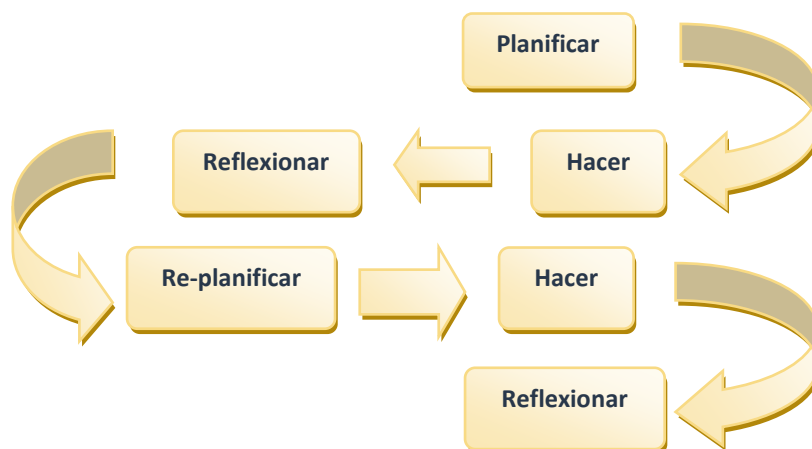 Planificar
Hacer
Reflexionar
Re-planificar
Hacer
Reflexionar